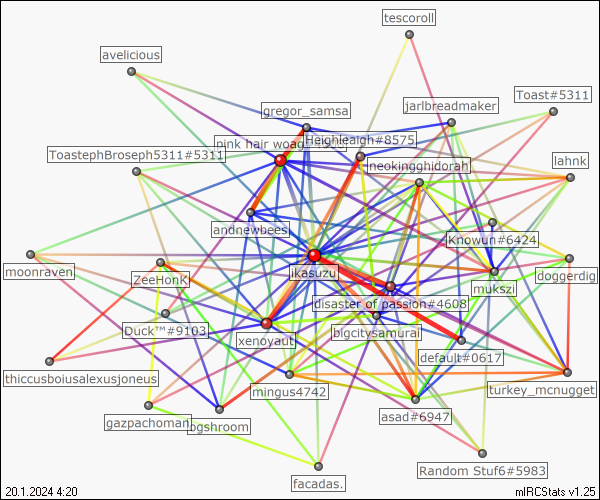 tescoroll
avelicious
Toast#5311
jarlbreadmaker
gregor_samsa
pink hair woag
Heighleigh#8575
ToastephBroseph5311#5311
neokingghidorah
lahnk
andnewbees
Knowun#6424
ikasuzu
moonraven
ZeeHonK
mukszi
doggerdig
disaster of passion#4608
Duck™#9103
bigcitysamurai
xenoyaut
default#0617
thiccusboiusalexusjoneus
mingus4742
turkey_mcnugget
gazpachoman
ogshroom
asad#6947
Random Stuf6#5983
facadas.
20.1.2024 4:20
mIRCStats v1.25